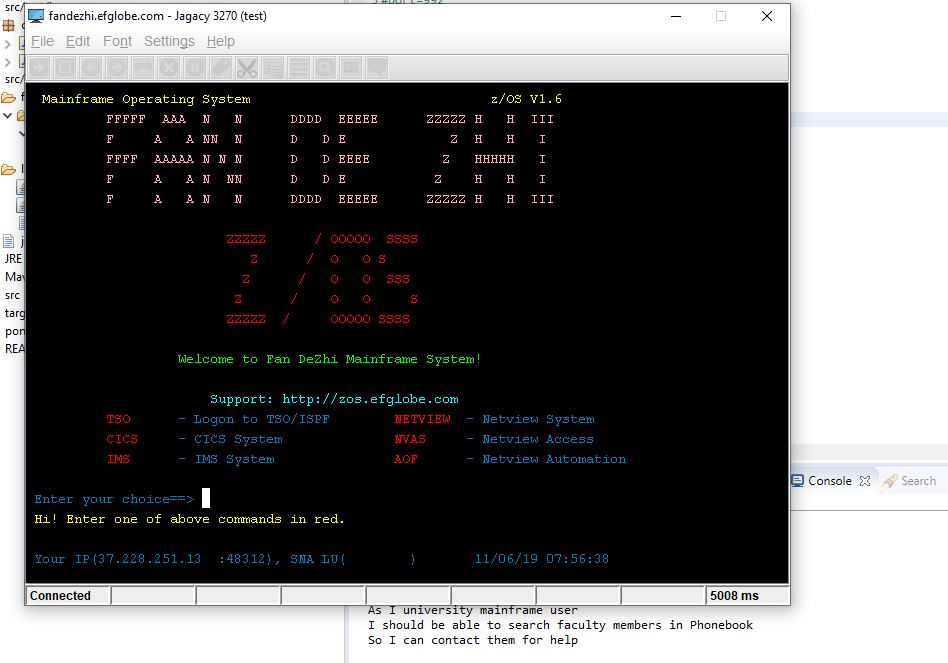 src/
fandezhi.efglobe.com - Jagacy 3270 (test)
File Edit Font Settings Help
src/
Mainframe Operating System z/OS V1.6
FFFFF AAA N N DDDD EEEEE ZZZZZ H H III
F A A NN N D D E Z H H I
FFFF AAAAA N N N D D EEEE Z HHHHH I
F A A N NN D D E Z H H I
F A A N N DDDD EEEEE ZZZZZ H H III
ZZZZZ / OOOOO SSSS
Z / O O S
Z / O O SSS
Z / O O S
ZZZZZ / OOOOO SSSS
JRE
Mav
src
targ
pon
REA
Welcome to Fan DeZhi Mainframe System!
Support: http://zos.efglobe.com
TSO - Logon to TSO/ISPF NETVIEW - Netview System
CICS - CICS System NVAS - Netview Access
IMS - IMS System AOF - Netview Automation
Enter your choice==>
Hi! Enter one of above commands in red.
Your IP(37.228.251.13 :48312), SNA LU( ) 11/06/19 07:56:38
Connected 5008 ms
Console Search
As I university mainframe user
I should be able to search faculty members in Phonebook
So I can contact them for help